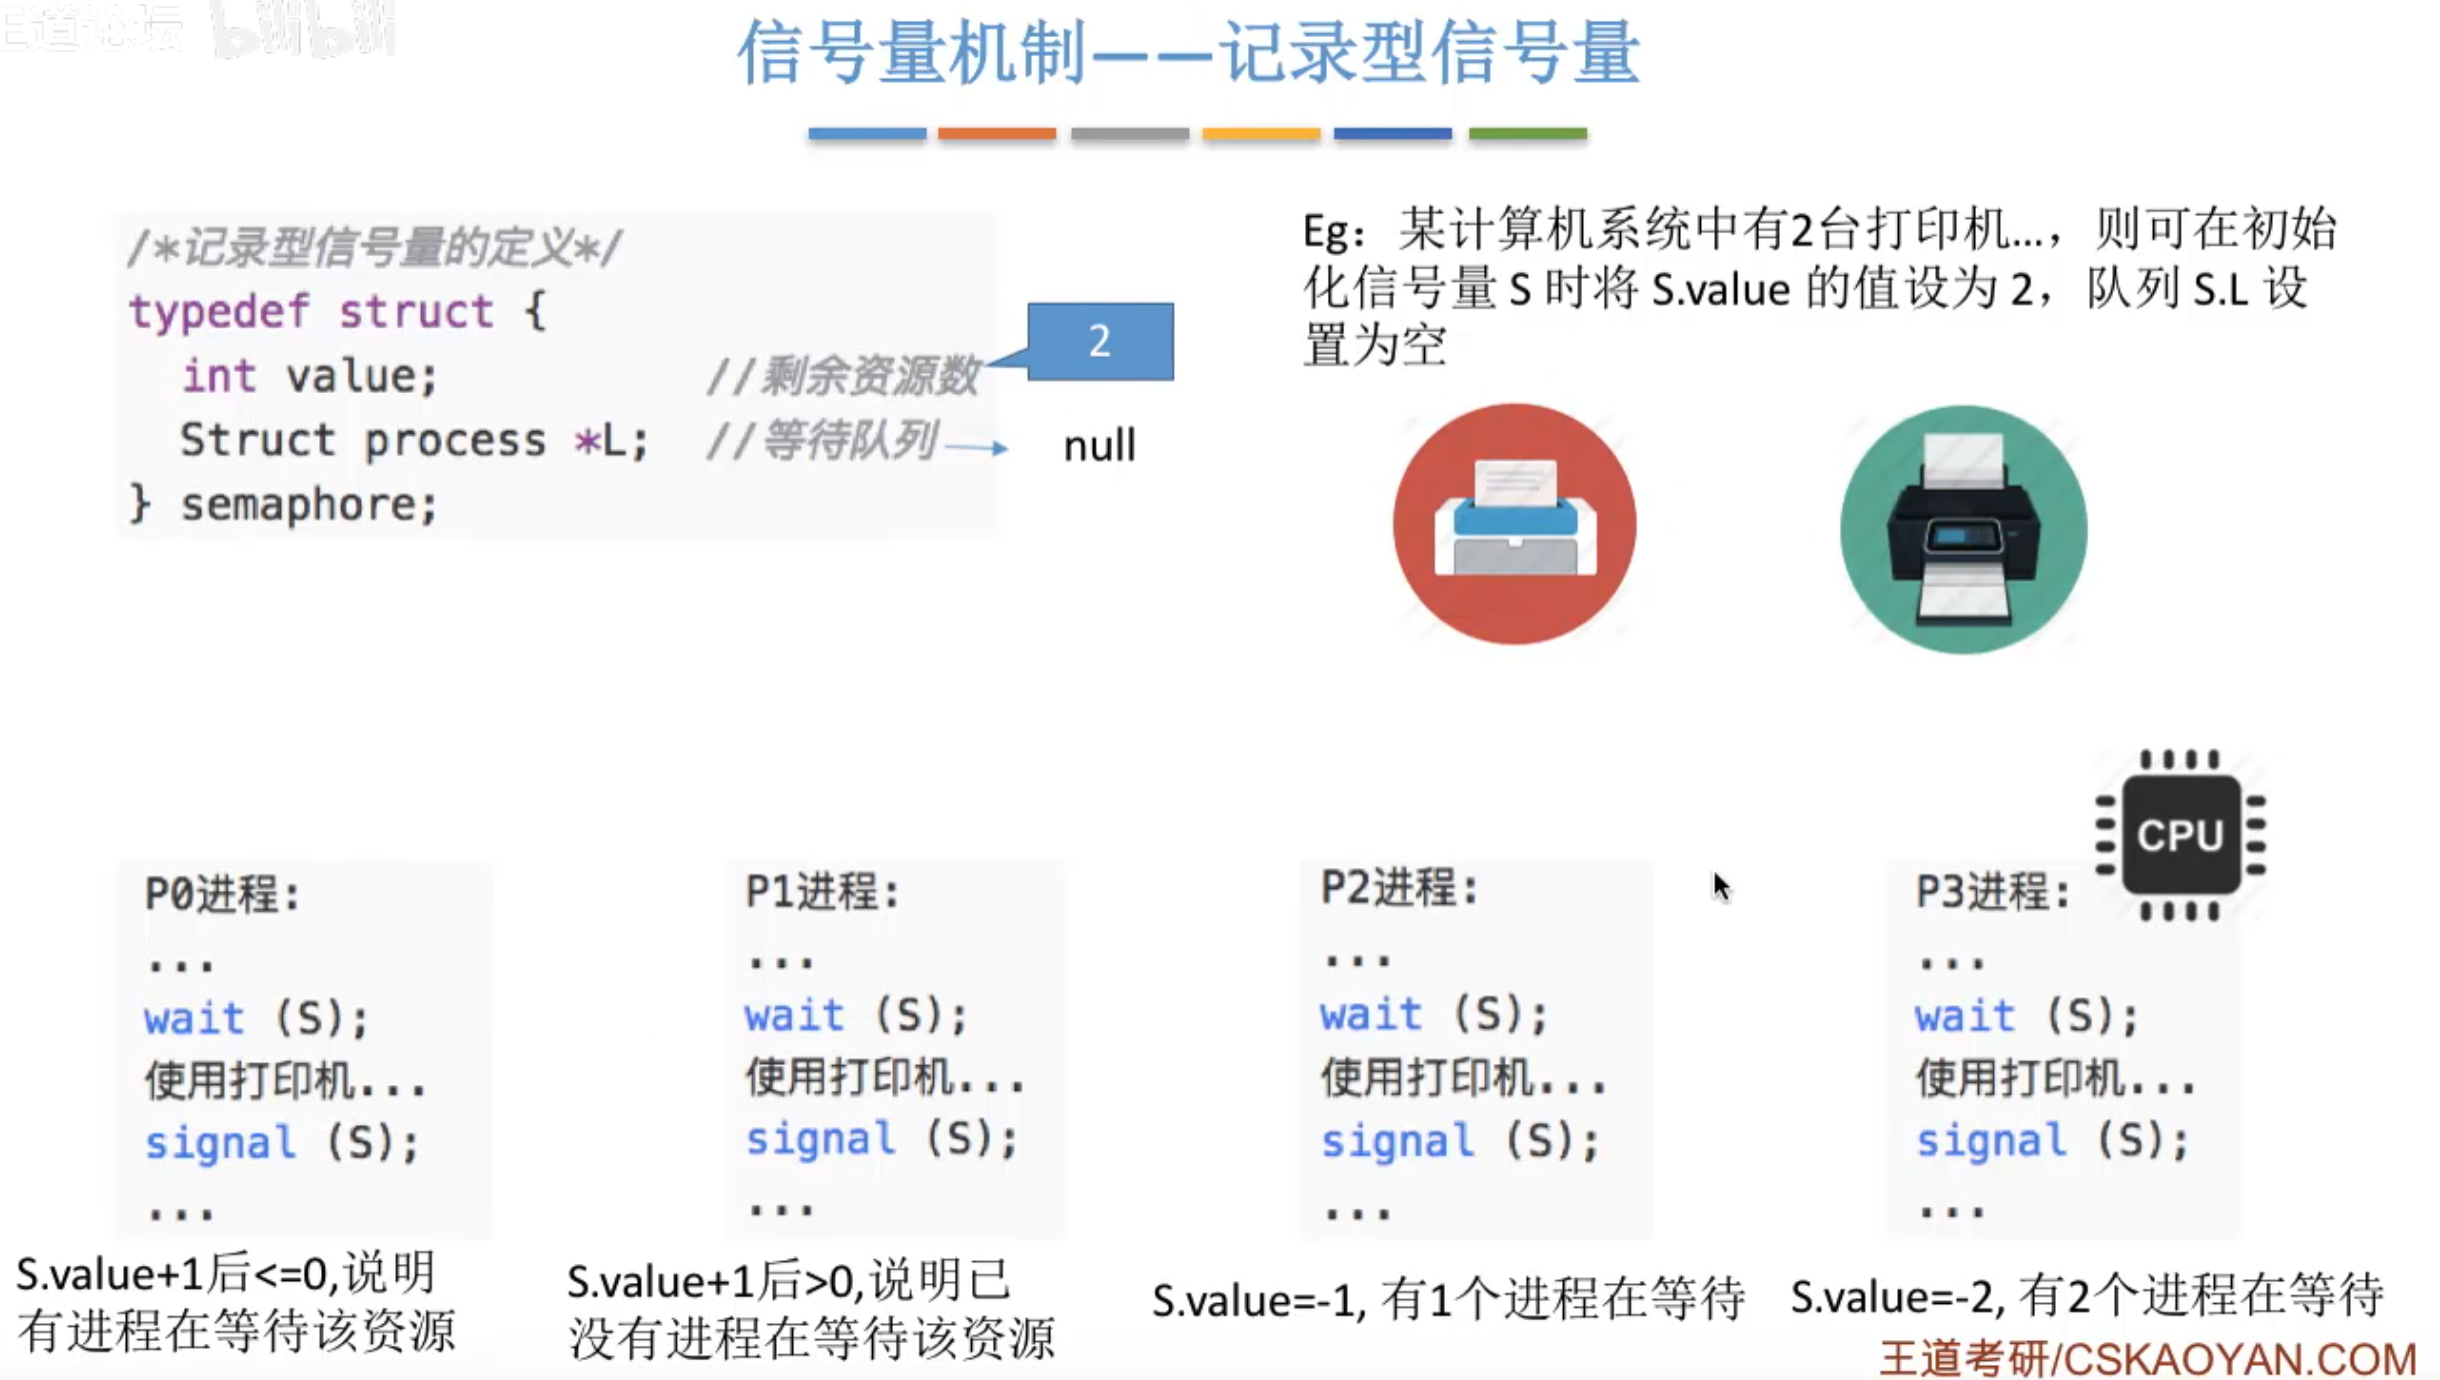 王道论坛 bilibili
信号量机制——记录型信号量
/*记录型信号量的定义*/
typedef struct {
int value; //剩余资源数
Struct process *L; //等待队列
} semaphore;
2
null
Eg：某计算机系统中有2台打印机...，则可在初始
化信号量 S 时将 S.value 的值设为 2，队列 S.L 设
置为空
CPU
P0进程:
...
wait (S);
使用打印机...
signal (S);
...
S.value+1后<=0,说明
有进程在等待该资源
P1进程:
...
wait (S);
使用打印机...
signal (S);
...
S.value+1后>0,说明已
没有进程在等待该资源
P2进程:
...
wait (S);
使用打印机...
signal (S);
...
S.value=-1, 有1个进程在等待
P3进程:
...
wait (S);
使用打印机...
signal (S);
...
S.value=-2, 有2个进程在等待
王道考研/CSKAOYAN.COM